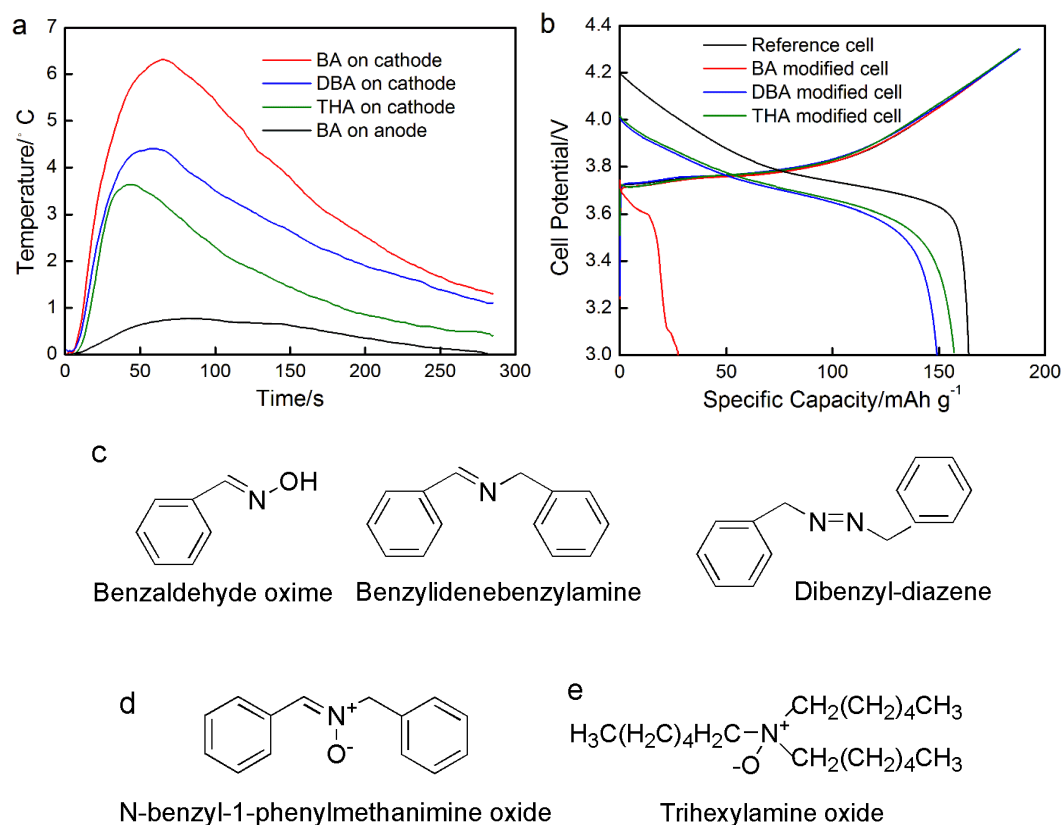 a
Temperature/°C
7
6
5
4
3
2
1
0
BA on cathode
DBA on cathode
THA on cathode
BA on anode
0 50 100 150 200 250 300
Time/s
b
Cell Potential/V
4.2
4.0
3.8
3.6
3.4
3.2
3.0
Reference cell
BA modified cell
DBA modified cell
THA modified cell
0 50 100 150 200
Specific Capacity/mAh g⁻¹
c
N OH
Benzaldehyde oxime
N
Benzylidenebenzylamine
N=N
Dibenzyl-diazene
d
N⁺
O⁻
N-benzyl-1-phenylmethanimine oxide
e
CH₂(CH₂)₄CH₃
H₃C(H₂C)₄H₂C-N⁺
-O
CH₂(CH₂)₄CH₃
Trihexylamine oxide